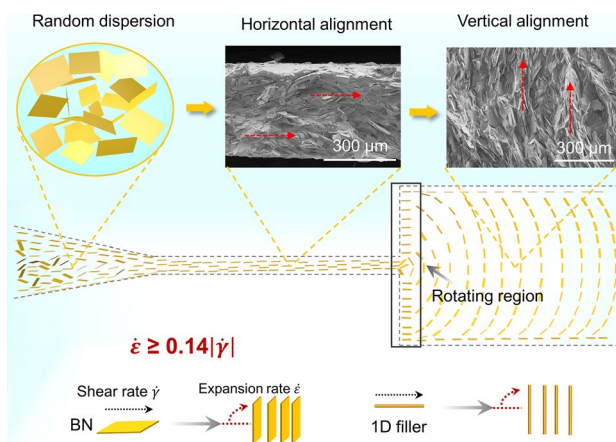 Random dispersion
Horizontal alignment
Vertical alignment
300 μm
300 μm
Rotating region
ε̇ ≥ 0.14|γ̇|
Shear rate γ̇
Expansion rate ε̇
BN
1D filler